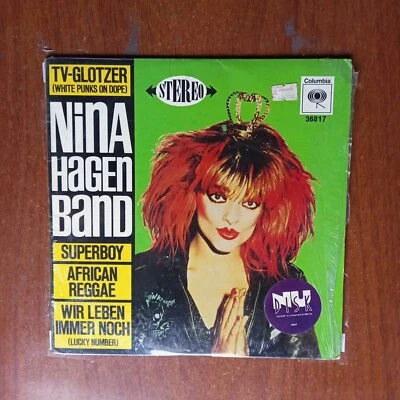 TV-GLOTZER
(WHITE PUNKS ON DOPE)
NiNA
HAGEN
BAND
SUPERBOY
AFRICAN
REGGAE
WIR LEBEN
IMMER NOCH
(LUCKY NUMBER)
STEREO
Columbia
36817
DISK